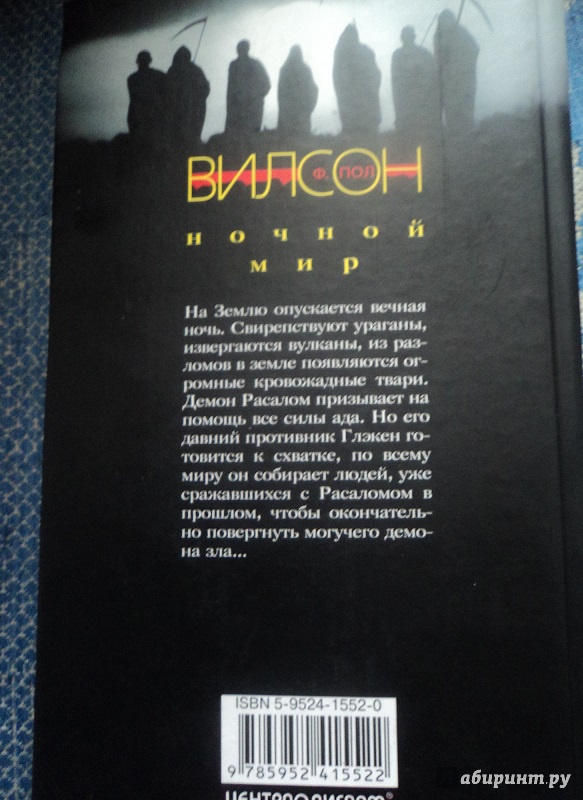 ВИЛСОН
Ф. ПОЛ
ночной
мир
На Землю опускается вечная
ночь. Свирепствуют ураганы,
извергаются вулканы, из раз-
ломов в земле появляются ог-
ромные кровожадные твари.
Демон Расалом призывает на
помощь все силы ада. Но его
давний противник Глэкен го-
товится к схватке, по всему
миру он собирает людей, уже
сражавшихся с Расаломом в
прошлом, чтобы окончатель-
но повергнуть могучего демо-
на зла...
ISBN 5-9524-1552-0
9 785952 415522
ЦЕНТРПОЛИГРАФ
абиринт.ру